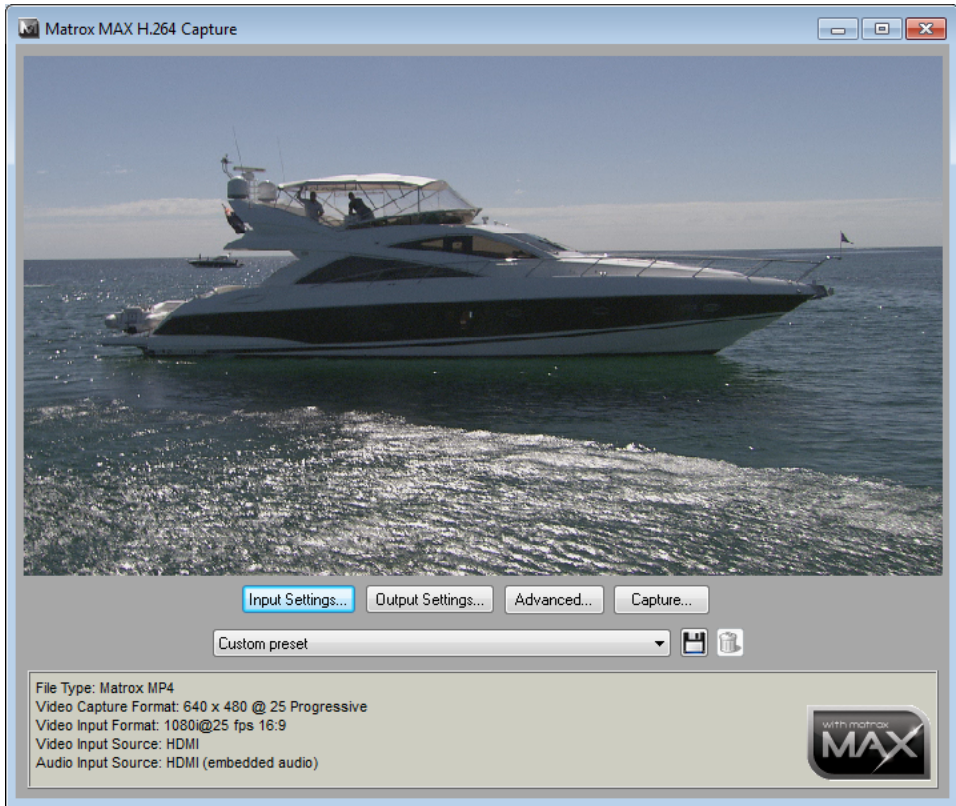 Matrox MAX H.264 Capture
Input Settings...
Output Settings...
Advanced...
Capture...
Custom preset
File Type: Matrox MP4
Video Capture Format: 640 x 480 @ 25 Progressive
Video Input Format: 1080i@25 fps 16:9
Video Input Source: HDMI
Audio Input Source: HDMI (embedded audio)
with matrox
MAX